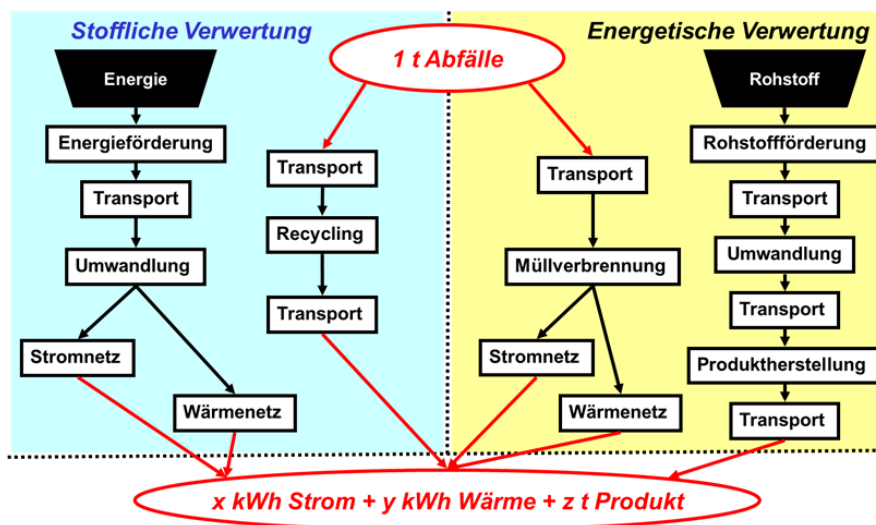 Stoffliche Verwertung
1 t Abfälle
Energetische Verwertung
Energie
Energieförderung
Transport
Umwandlung
Stromnetz
Wärmenetz
Transport
Recycling
Transport
Transport
Müllverbrennung
Stromnetz
Wärmenetz
Rohstoff
Rohstoffförderung
Transport
Umwandlung
Transport
Produktherstellung
Transport
x kWh Strom + y kWh Wärme + z t Produkt